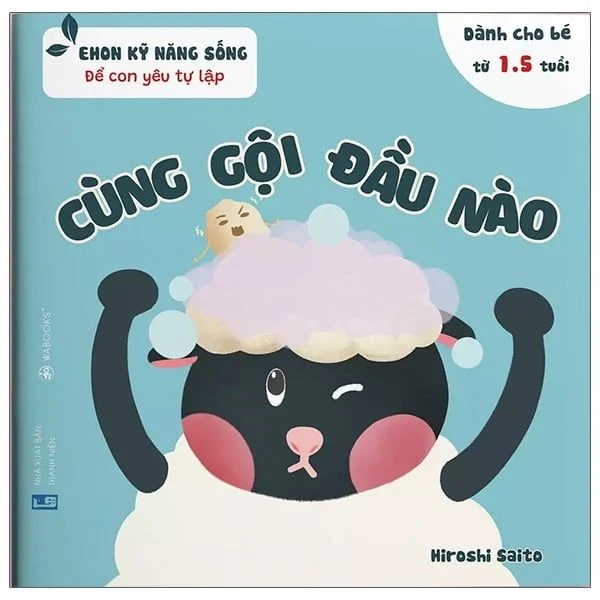 EHON KỸ NĂNG SỐNG
Để con yêu tự lập
Dành cho bé
từ 1.5 tuổi
CÙNG GỘI ĐẦU NÀO
WABOOKS
NHÀ XUẤT BẢN
THANH NIÊN
Hiroshi Saito